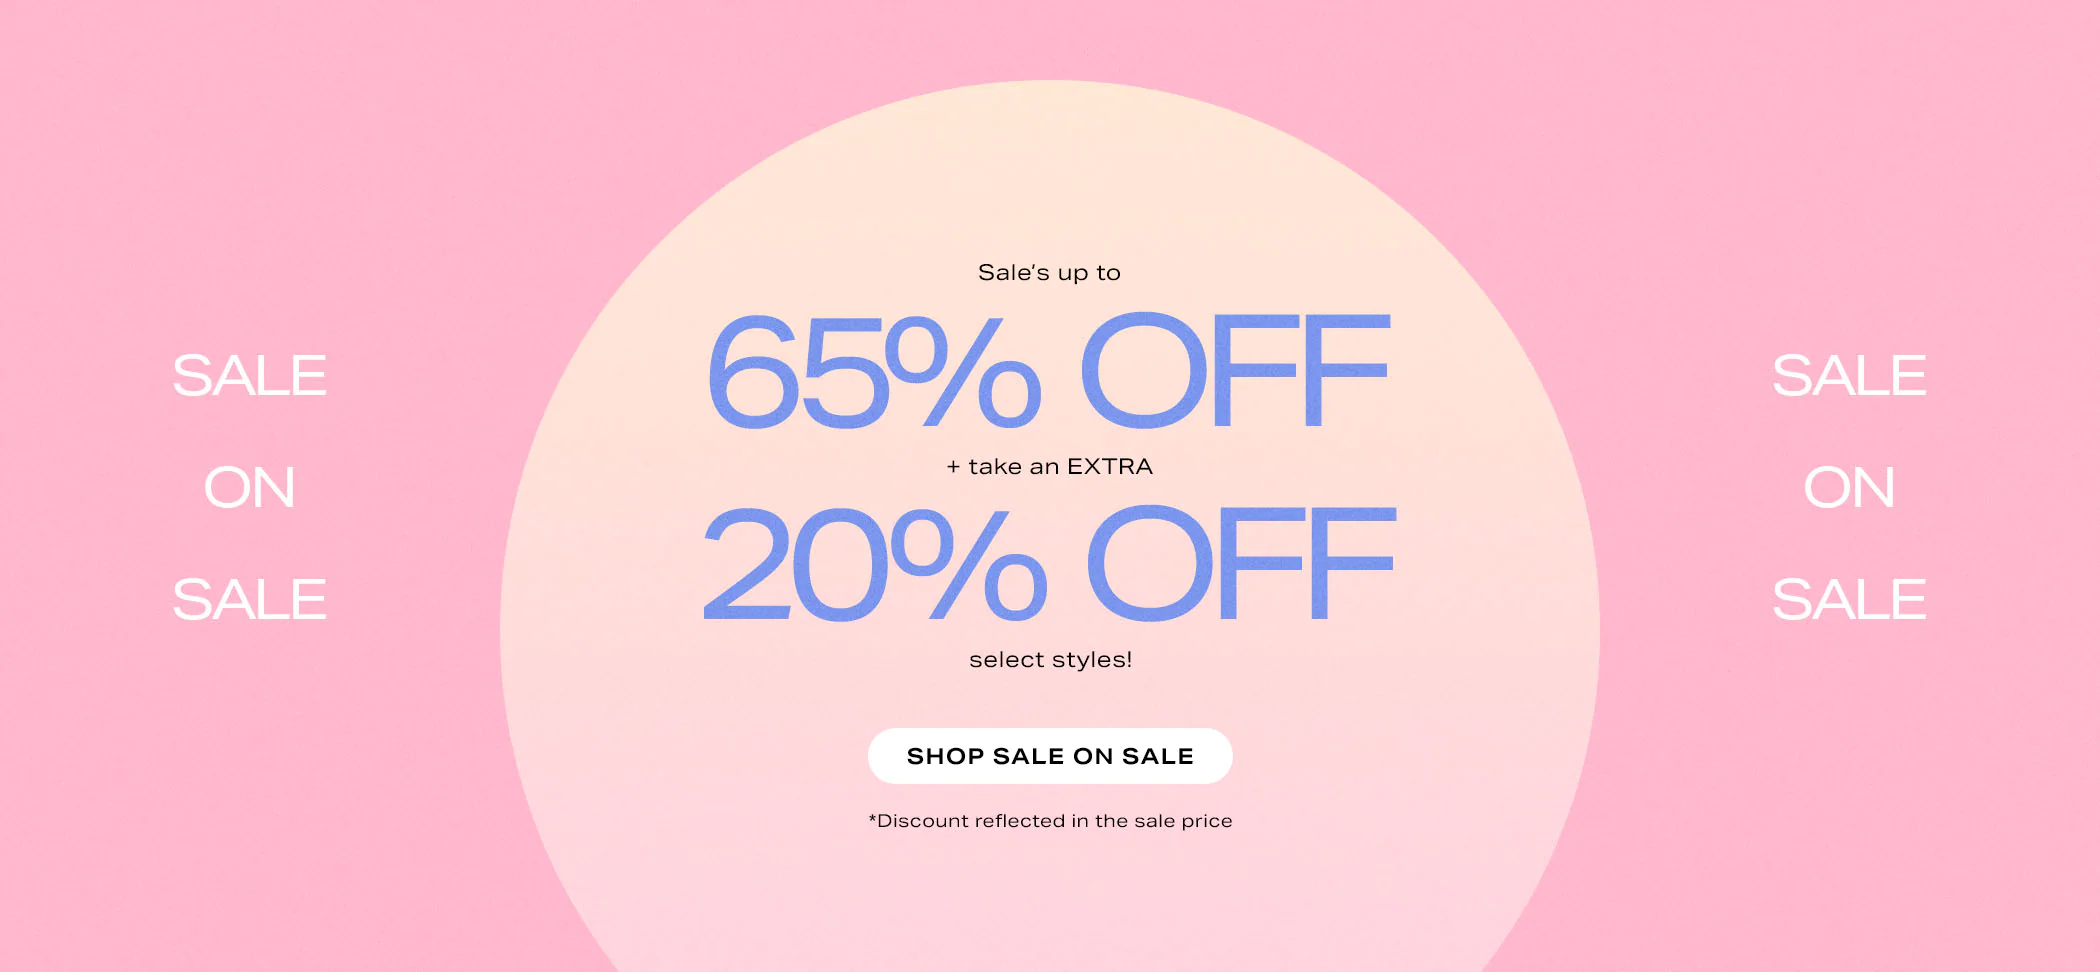 Sale's up to
65% OFF
+ take an EXTRA
20% OFF
select styles!
SHOP SALE ON SALE
*Discount reflected in the sale price
SALE
ON
SALE
SALE
ON
SALE